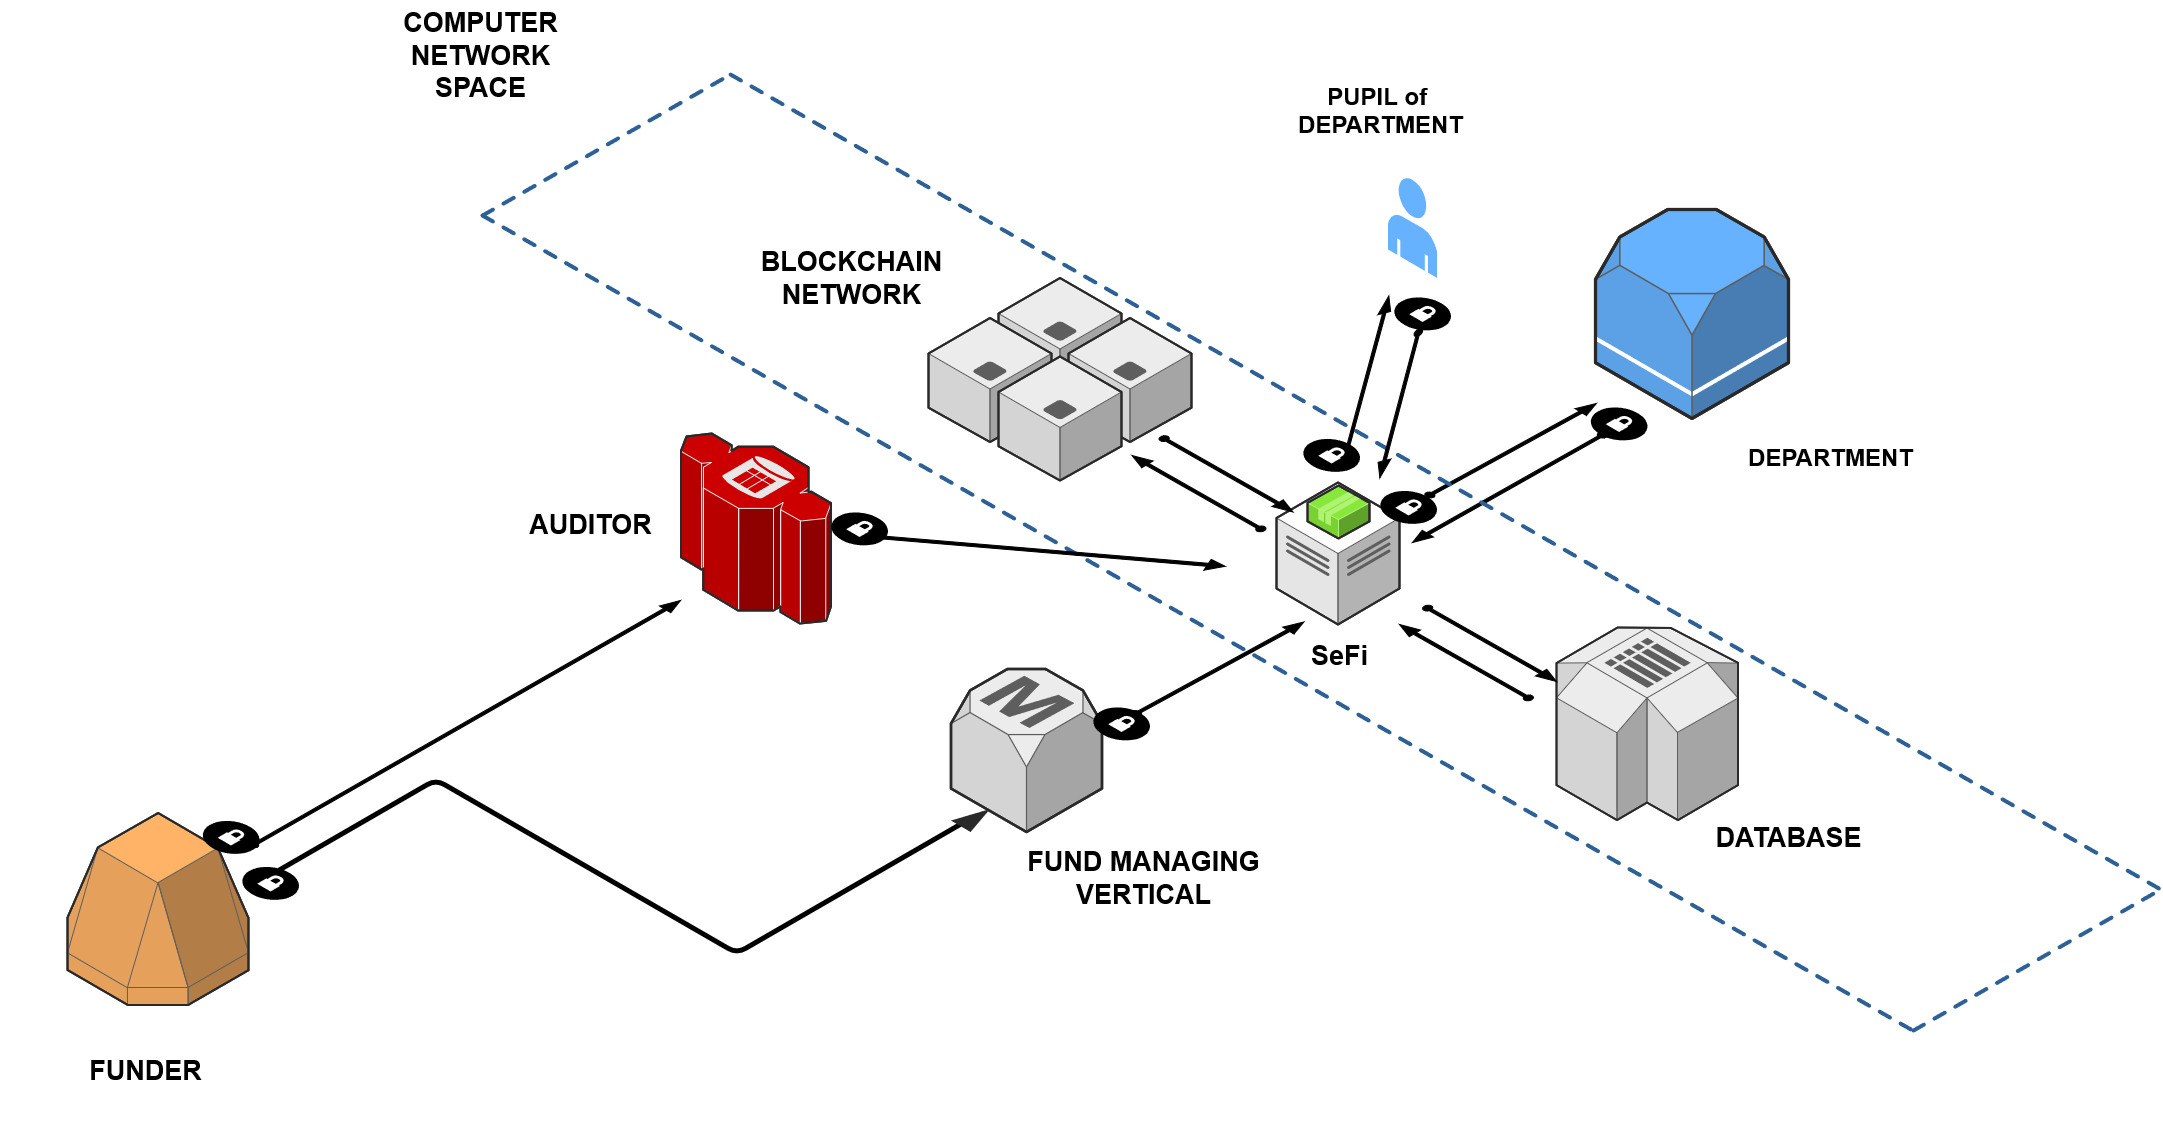 COMPUTER
NETWORK
SPACE
PUPIL of
DEPARTMENT
BLOCKCHAIN
NETWORK
DEPARTMENT
AUDITOR
SeFi
M
DATABASE
FUND MANAGING
VERTICAL
FUNDER